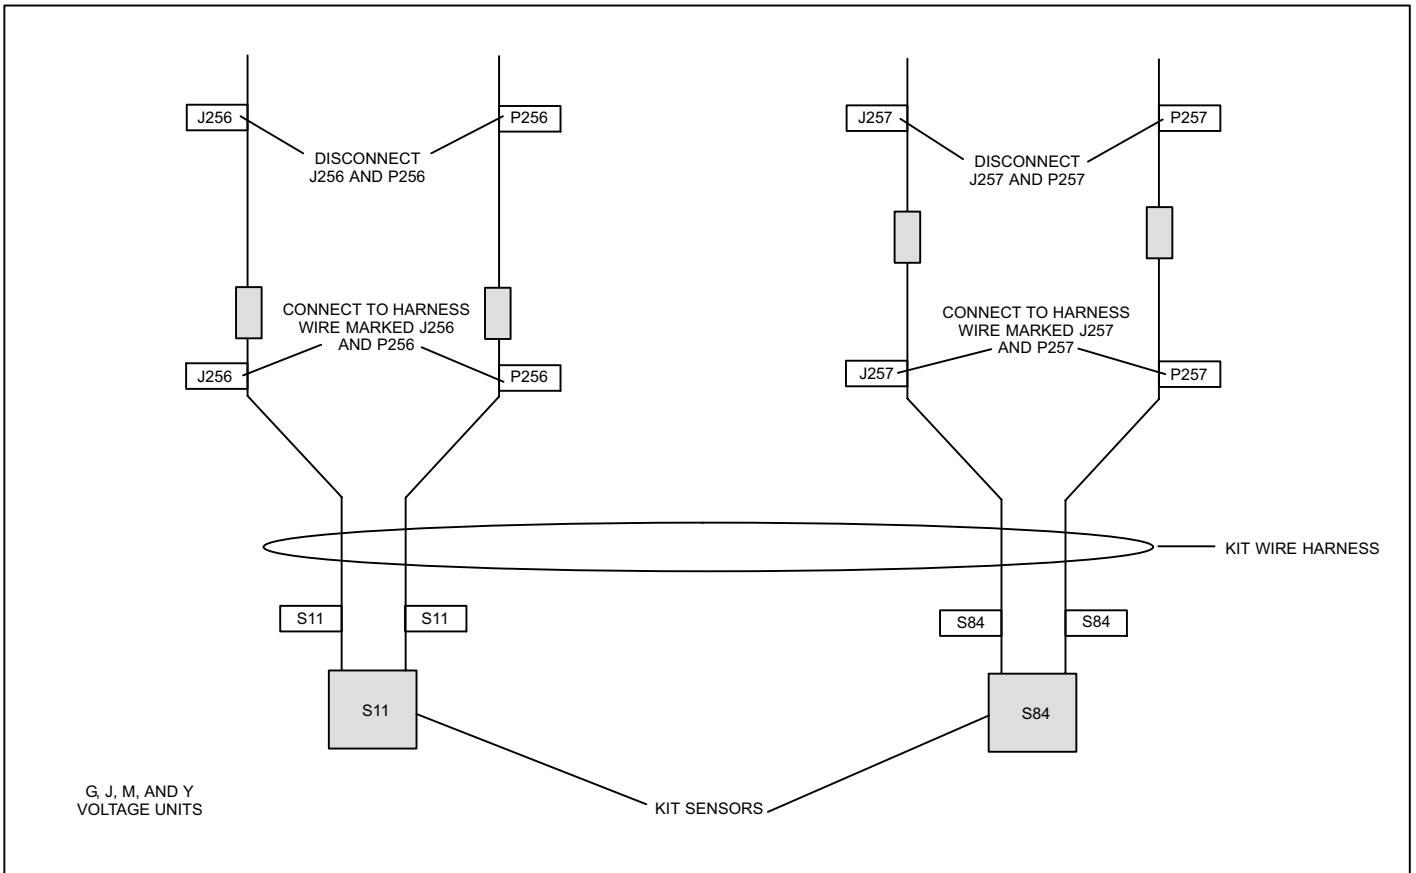 J256
P256
DISCONNECT
J256 AND P256
J257
P257
DISCONNECT
J257 AND P257
CONNECT TO HARNESS
WIRE MARKED J256
AND P256
J256
P256
CONNECT TO HARNESS
WIRE MARKED J257
AND P257
J257
P257
KIT WIRE HARNESS
S11
S11
S84
S84
S11
S84
KIT SENSORS
G, J, M, AND Y
VOLTAGE UNITS